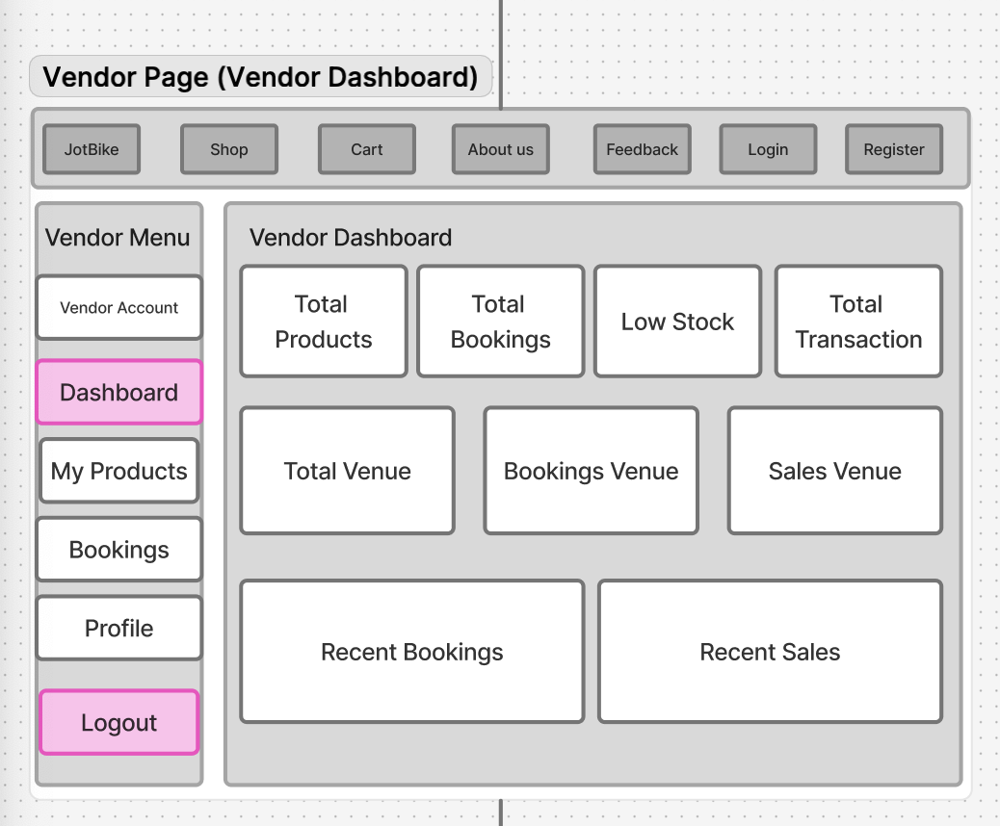 Vendor Page (Vendor Dashboard)
JotBike
Shop
Cart
About us
Feedback
Login
Register
Vendor Menu
Vendor Account
Dashboard
My Products
Bookings
Profile
Logout
Vendor Dashboard
Total
Products
Total
Bookings
Low Stock
Total
Transaction
Total Venue
Bookings Venue
Sales Venue
Recent Bookings
Recent Sales